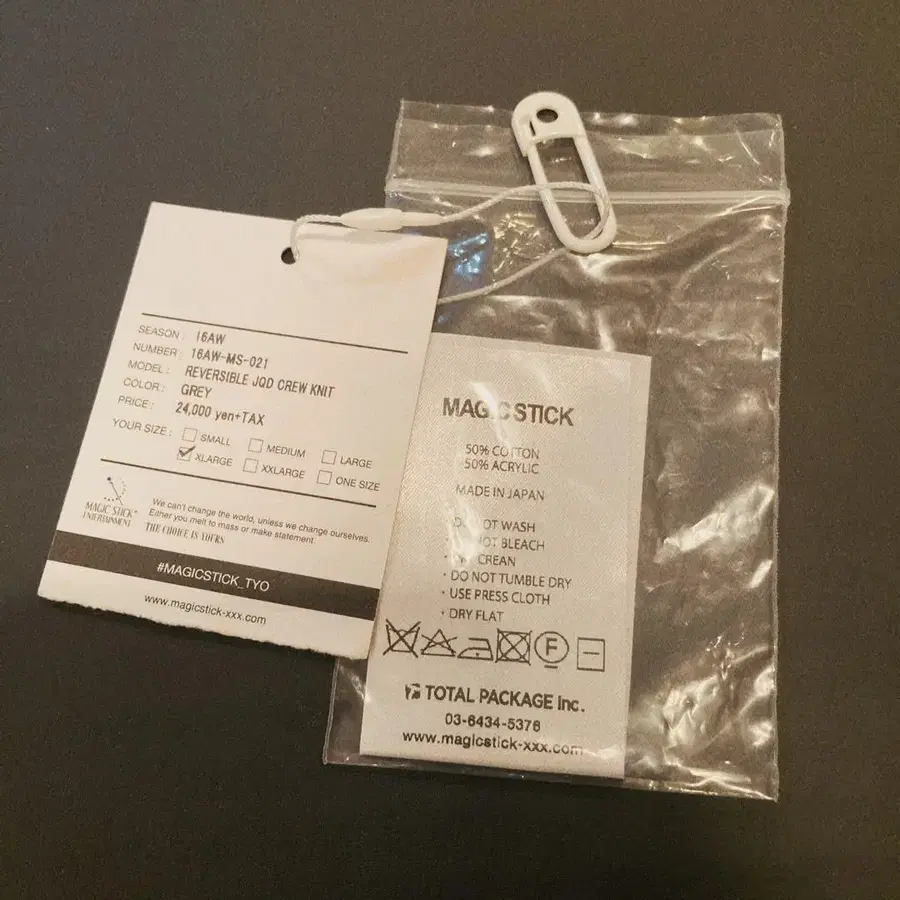 SEASON : 16AW
NUMBER : 16AW-MS-021
MODEL : REVERSIBLE JQD CREW KNIT
COLOR : GREY
PRICE : 24,000 yen+TAX
YOUR SIZE : SMALL MEDIUM LARGE
XLARGE XXLARGE ONE SIZE
MAGIC STICK®
ENTERTAINMENT
We can't change the world, unless we change ourselves.
Either you melt to mass or make statement.
THE CHOICE IS YOURS
#MAGICSTICK_TYO
www.magicstick-xxx.com
MAGIC STICK
50% COTTON
50% ACRYLIC
MADE IN JAPAN
DO NOT WASH
NOT BLEACH
CREAN
· DO NOT TUMBLE DRY
· USE PRESS CLOTH
· DRY FLAT
F
TOTAL PACKAGE Inc.
03-6434-5376
www.magicstick-xxx.com